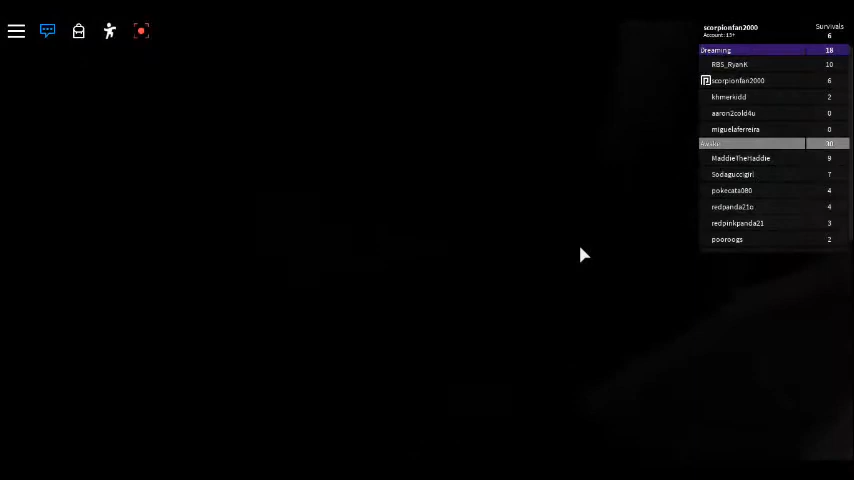 scorpionfan2000
Account: 13+
Survivals
6
Dreaming 18
RBS_RyanK 10
scorpionfan2000 6
khmerkidd 2
aaron2cold4u 0
miguelaferreira 0
Awake 30
MaddieTheHaddie 9
Sodaguccigirl 7
pokecata080 4
redpanda21o 4
redpinkpanda21 3
pooroogs 2